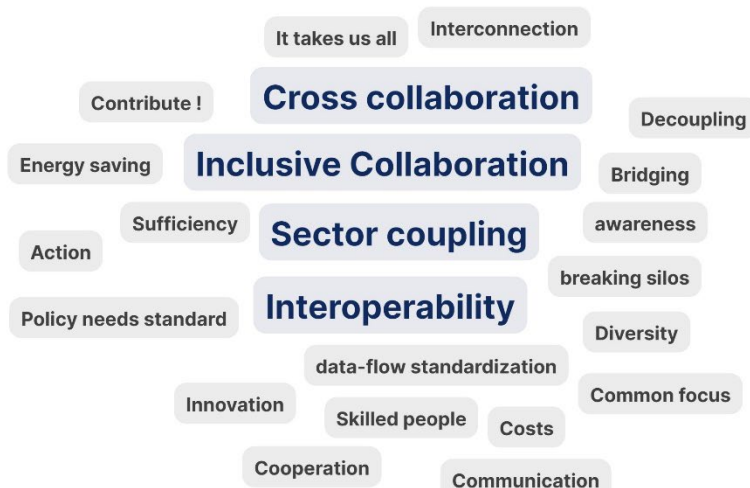 It takes us all
Interconnection
Contribute !
Cross collaboration
Decoupling
Energy saving
Inclusive Collaboration
Bridging
Sufficiency
Sector coupling
awareness
Action
breaking silos
Policy needs standard
Interoperability
Diversity
data-flow standardization
Innovation
Common focus
Skilled people
Costs
Cooperation
Communication